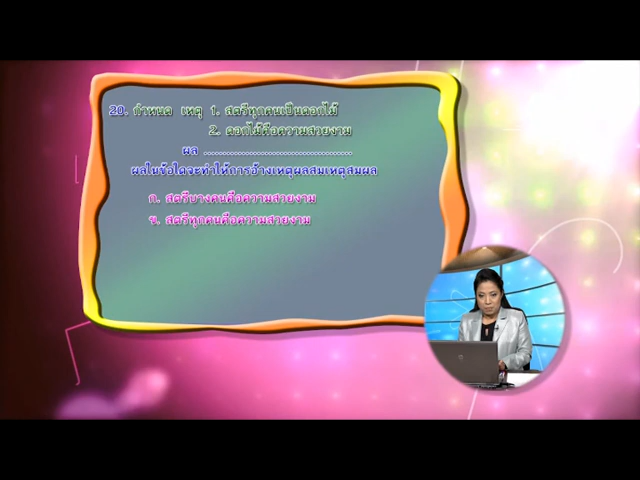 20. กำหนด เหตุ 1. สตรีทุกคนเป็นดอกไม้
2. ดอกไม้คือความสวยงาม
ผล ......................................
ผลในข้อใดจะทำให้การอ้างเหตุผลสมเหตุสมผล
ก. สตรีบางคนคือความสวยงาม
ข. สตรีทุกคนคือความสวยงาม